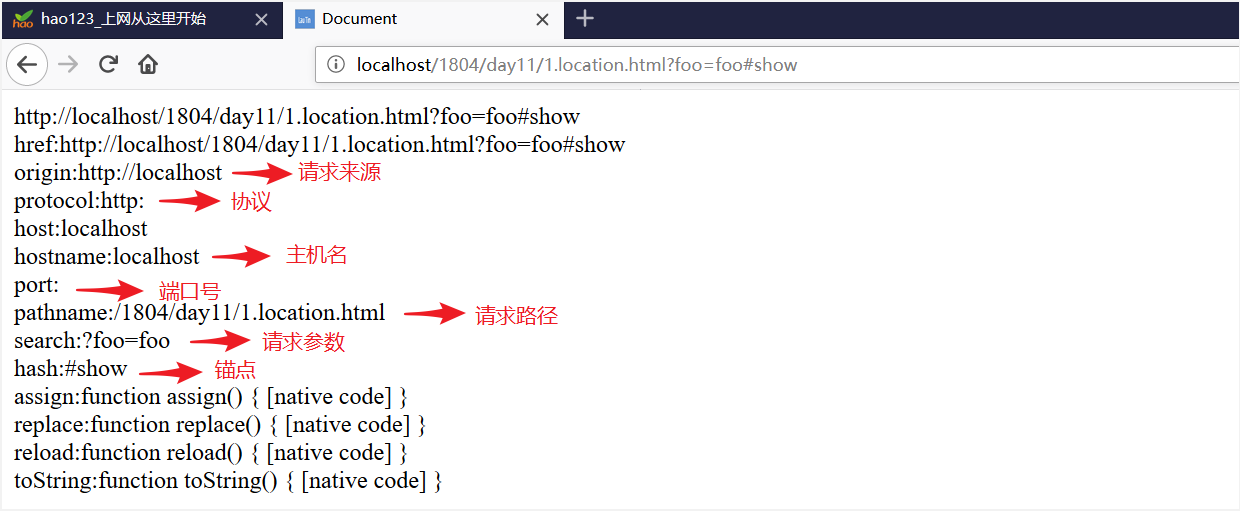 hao123_上网从这里开始
Document
localhost/1804/day11/1.location.html?foo=foo#show
http://localhost/1804/day11/1.location.html?foo=foo#show
href:http://localhost/1804/day11/1.location.html?foo=foo#show
origin:http://localhost 请求来源
protocol:http: 协议
host:localhost
hostname:localhost 主机名
port: 端口号
pathname:/1804/day11/1.location.html 请求路径
search:?foo=foo 请求参数
hash:#show 锚点
assign:function assign() { [native code] }
replace:function replace() { [native code] }
reload:function reload() { [native code] }
toString:function toString() { [native code] }